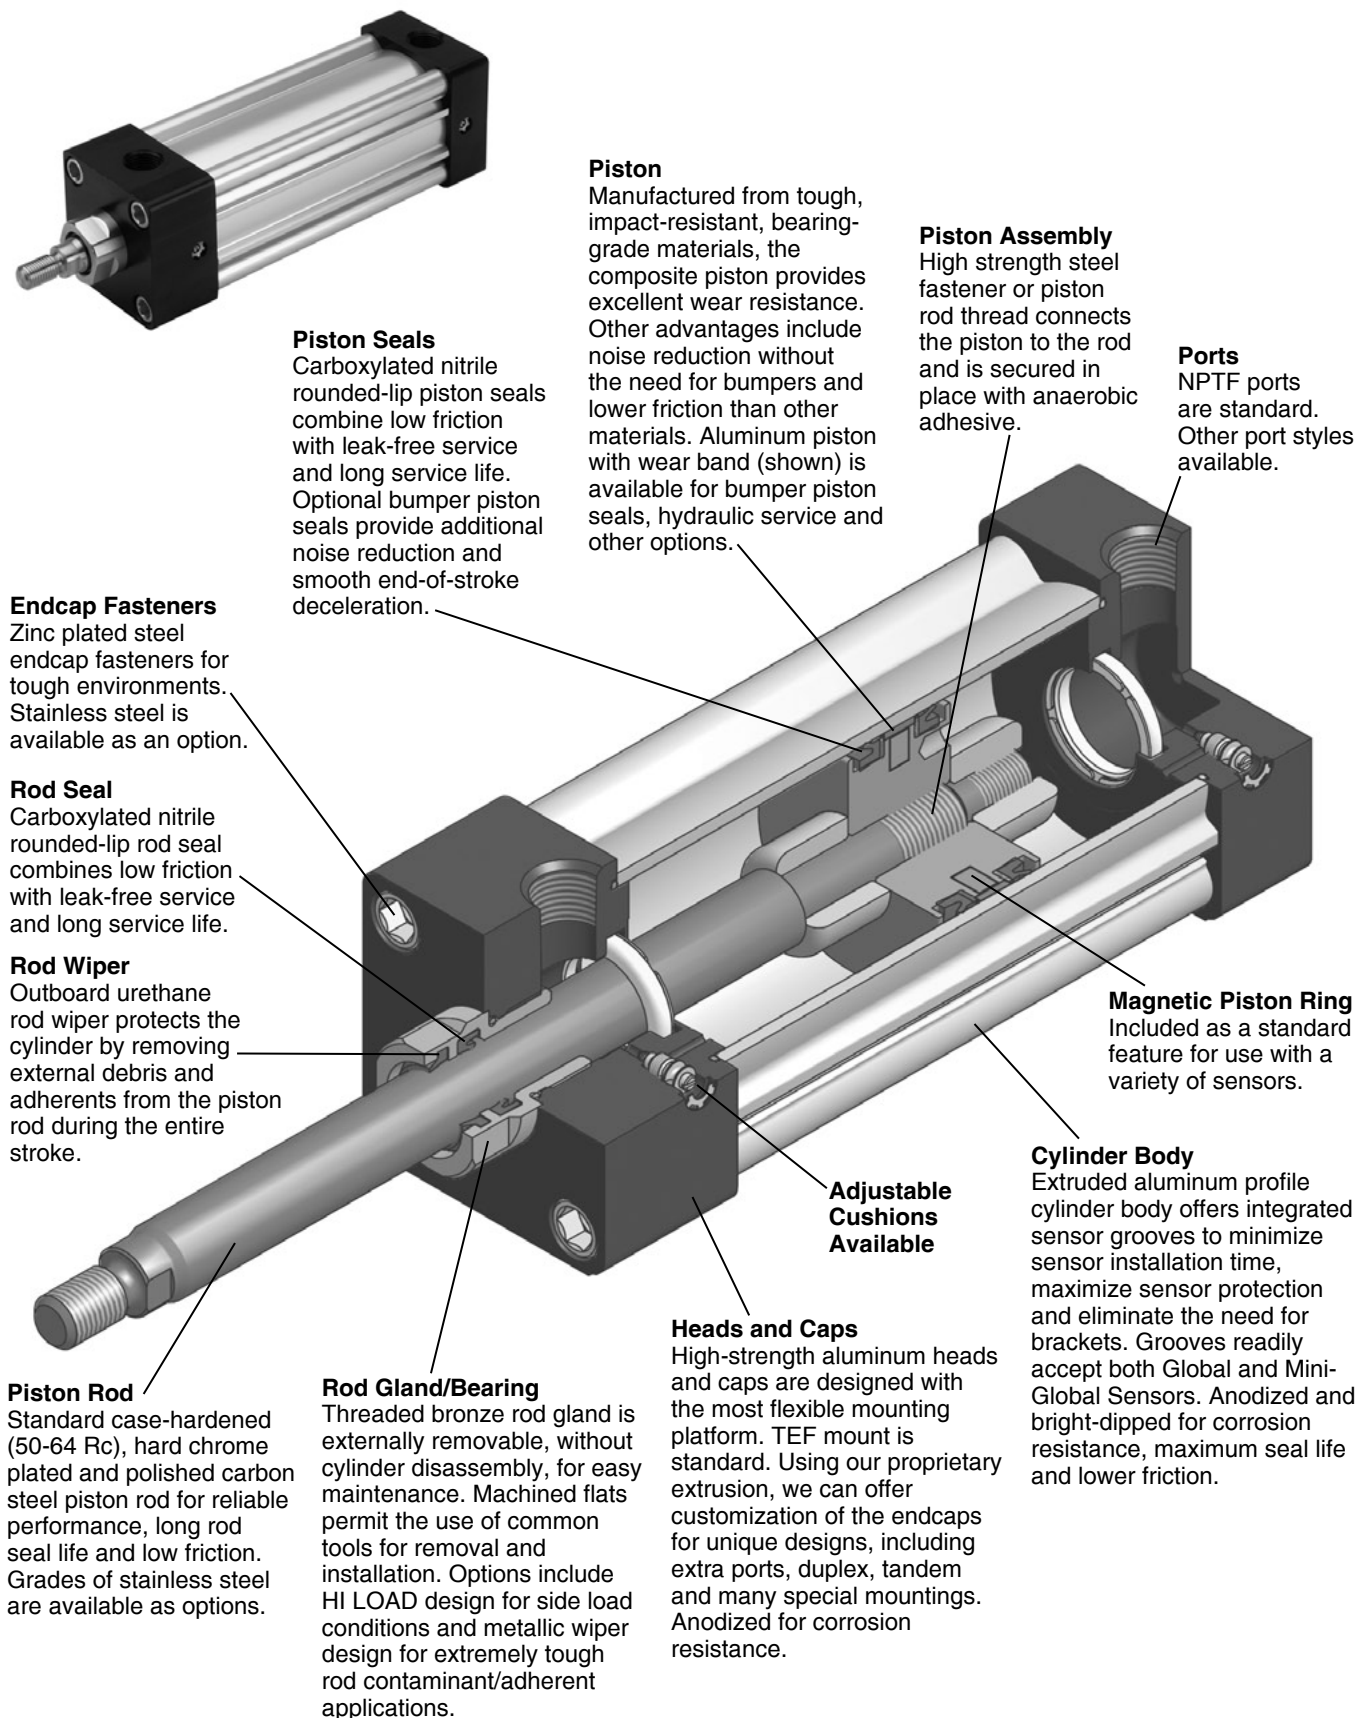 Piston
Manufactured from tough,
impact-resistant, bearing-
grade materials, the
composite piston provides
excellent wear resistance.
Other advantages include
noise reduction without
the need for bumpers and
lower friction than other
materials. Aluminum piston
with wear band (shown) is
available for bumper piston
seals, hydraulic service and
other options.
Piston Assembly
High strength steel
fastener or piston
rod thread connects
the piston to the rod
and is secured in
place with anaerobic
adhesive.
Ports
NPTF ports
are standard.
Other port styles
available.
Piston Seals
Carboxylated nitrile
rounded-lip piston seals
combine low friction
with leak-free service
and long service life.
Optional bumper piston
seals provide additional
noise reduction and
smooth end-of-stroke
deceleration.
Endcap Fasteners
Zinc plated steel
endcap fasteners for
tough environments.
Stainless steel is
available as an option.
Rod Seal
Carboxylated nitrile
rounded-lip rod seal
combines low friction
with leak-free service
and long service life.
Rod Wiper
Outboard urethane
rod wiper protects the
cylinder by removing
external debris and
adherents from the piston
rod during the entire
stroke.
Magnetic Piston Ring
Included as a standard
feature for use with a
variety of sensors.
Cylinder Body
Extruded aluminum profile
cylinder body offers integrated
sensor grooves to minimize
sensor installation time,
maximize sensor protection
and eliminate the need for
brackets. Grooves readily
accept both Global and Mini-
Global Sensors. Anodized and
bright-dipped for corrosion
resistance, maximum seal life
and lower friction.
Adjustable
Cushions
Available
Heads and Caps
High-strength aluminum heads
and caps are designed with
the most flexible mounting
platform. TEF mount is
standard. Using our proprietary
extrusion, we can offer
customization of the endcaps
for unique designs, including
extra ports, duplex, tandem
and many special mountings.
Anodized for corrosion
resistance.
Piston Rod
Standard case-hardened
(50-64 Rc), hard chrome
plated and polished carbon
steel piston rod for reliable
performance, long rod
seal life and low friction.
Grades of stainless steel
are available as options.
Rod Gland/Bearing
Threaded bronze rod gland is
externally removable, without
cylinder disassembly, for easy
maintenance. Machined flats
permit the use of common
tools for removal and
installation. Options include
HI LOAD design for side load
conditions and metallic wiper
design for extremely tough
rod contaminant/adherent
applications.